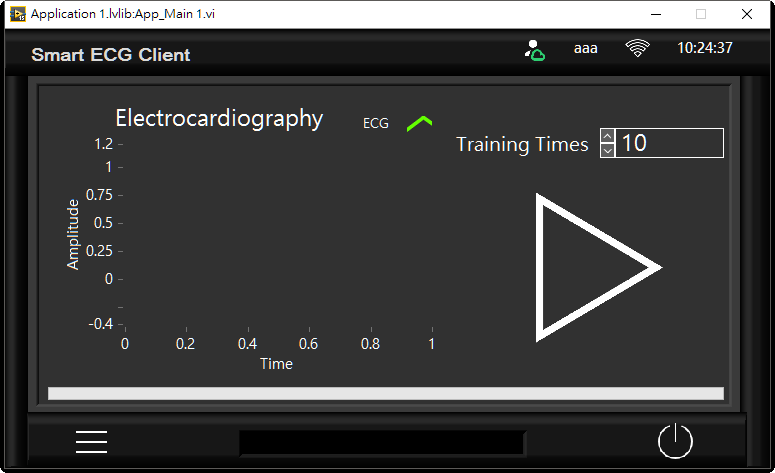 Application 1.lvlib:App_Main 1.vi
Smart ECG Client
aaa
10:24:37
Electrocardiography
ECG
Training Times
10
Amplitude
1.2
1
0.75
0.5
0.25
0
-0.4
0 0.2 0.4 0.6 0.8 1
Time